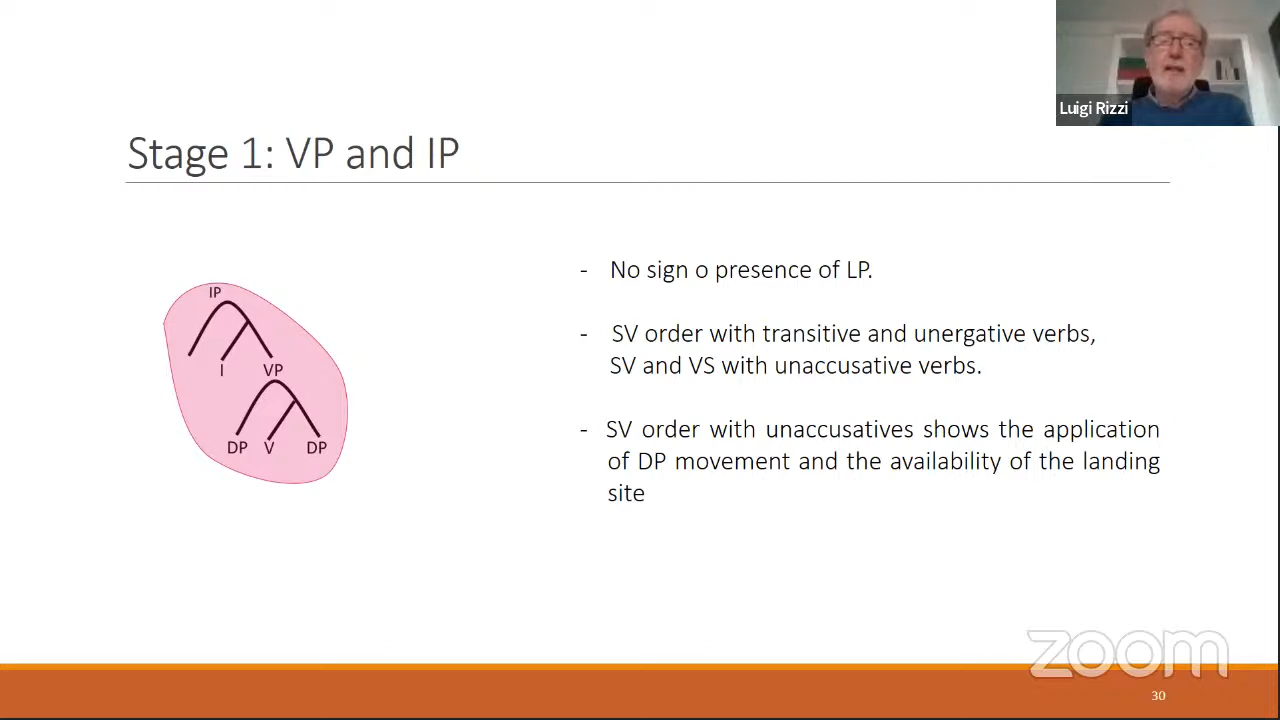 Luigi Rizzi
Stage 1: VP and IP
- No sign o presence of LP.
- SV order with transitive and unergative verbs,
SV and VS with unaccusative verbs.
- SV order with unaccusatives shows the application
of DP movement and the availability of the landing
site
IP
I VP
DP V DP
zoom
30